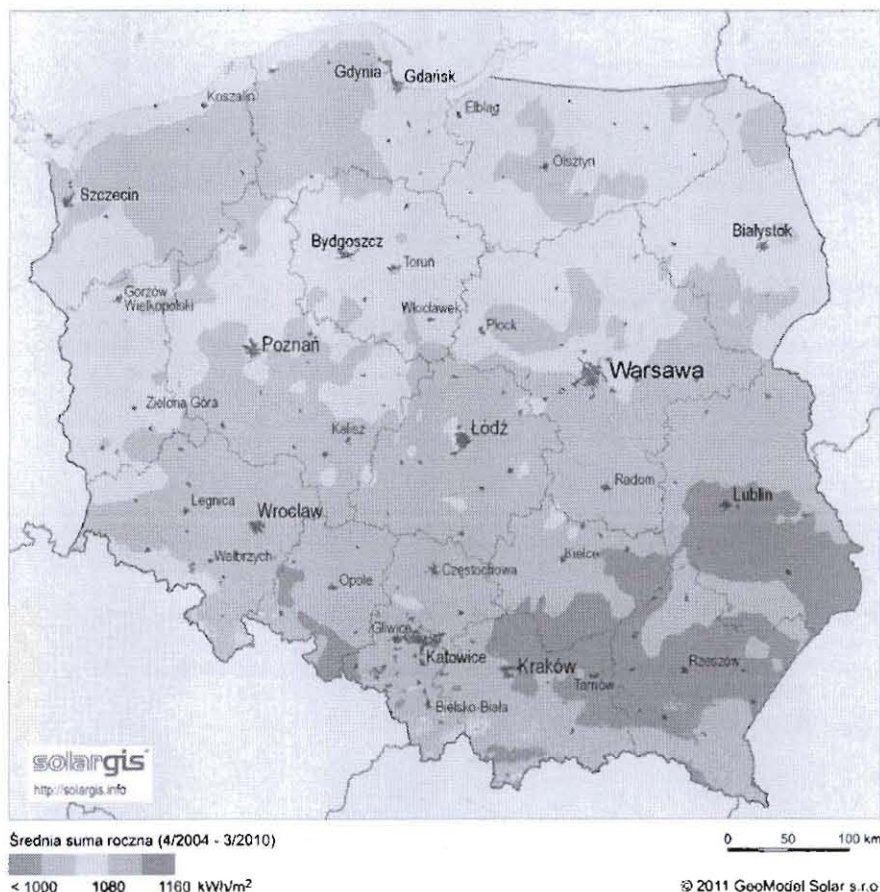 Gdynia
Gdańsk
Koszalin
Elbląg
Olsztyn
Szczecin
Białystok
Bydgoszcz
Toruń
Gorzów
Wielkopolski
Włocławek
Płock
Poznań
Warsawa
Zielona Góra
Kalisz
Łódź
Radom
Lublin
Legnica
Wrocław
Wałbrzych
Opole
Częstochowa
Kielce
Gliwice
Katowice
Kraków
Tarnów
Rzeszów
Bielsko-Biała
solargis
http://solargis.info
Średnia suma roczna (4/2004 - 3/2010)
0 50 100 km
< 1000 1080 1160 kWh/m²
© 2011 GeoModel Solar s.r.o.